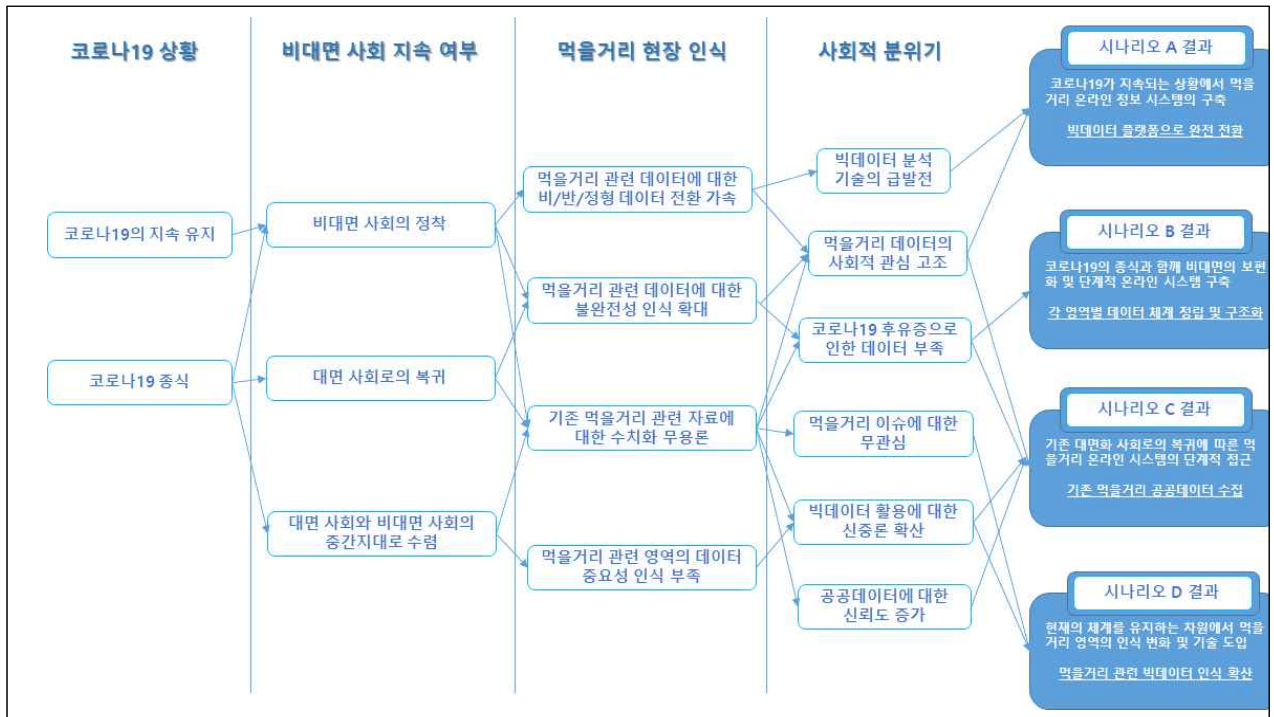 코로나19 상황
비대면 사회 지속 여부
먹을거리 현장 인식
사회적 분위기
코로나19의 지속 유지
코로나19 종식
비대면 사회의 정착
대면 사회로의 복귀
대면 사회와 비대면 사회의
중간지대로 수렴
먹을거리 관련 데이터에 대한
비/반/정형 데이터 전환 가속
먹을거리 관련 데이터에 대한
불완전성 인식 확대
기존 먹을거리 관련 자료에
대한 수치화 무용론
먹을거리 관련 영역의 데이터
중요성 인식 부족
빅데이터 분석
기술의 급발전
먹을거리 데이터의
사회적 관심 고조
코로나19 후유증으로
인한 데이터 부족
먹을거리 이슈에 대한
무관심
빅데이터 활용에 대한
신중론 확산
공공데이터에 대한
신뢰도 증가
시나리오 A 결과
코로나19가 지속되는 상황에서 먹을
거리 온라인 정보 시스템의 구축
빅데이터 플랫폼으로 완전 전환
시나리오 B 결과
코로나19의 종식과 함께 비대면의 보편
화 및 단계적 온라인 시스템 구축
각 영역별 데이터 체계 정립 및 구조화
시나리오 C 결과
기존 대면화 사회로의 복귀에 따른 먹
을거리 온라인 시스템의 단계적 접근
기존 먹을거리 공공데이터 수집
시나리오 D 결과
현재의 체계를 유지하는 차원에서 먹을
거리 영역의 인식 변화 및 기술 도입
먹을거리 관련 빅데이터 인식 확산